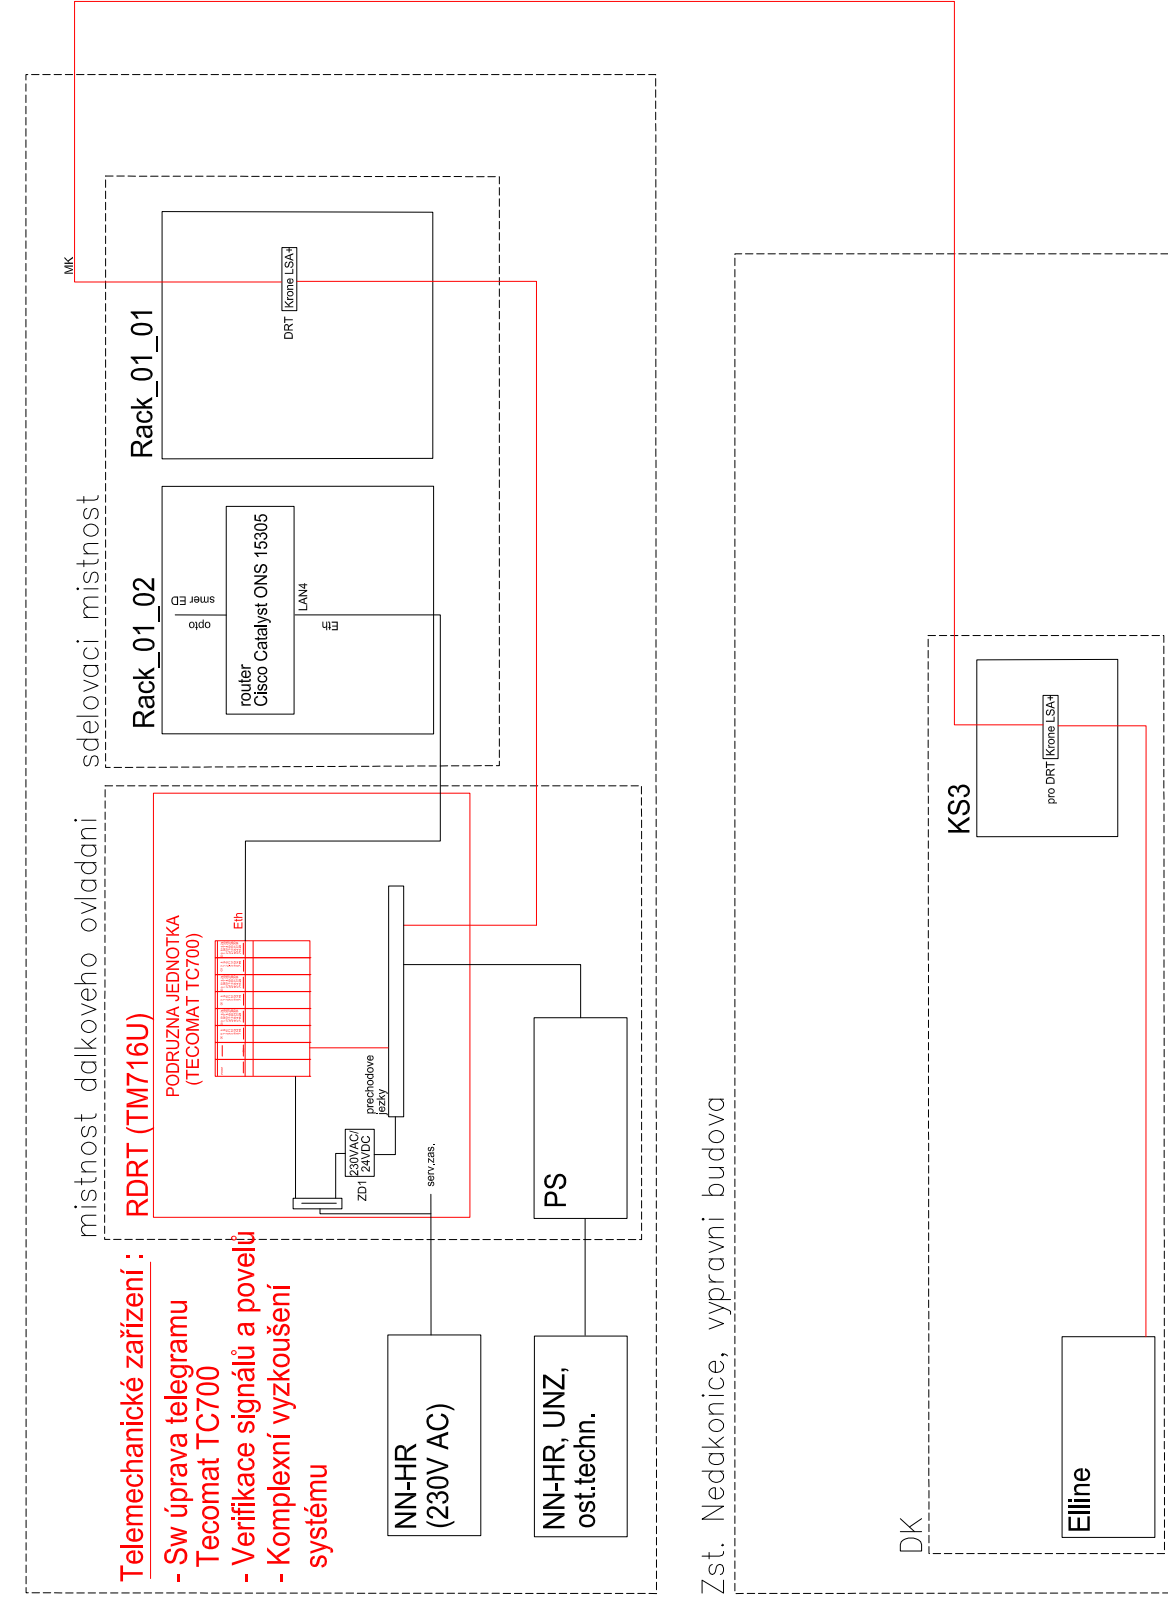 Telemechanické zařízení :
- Sw úprava telegramu
Tecomat TC700
- Verifikace signálů a povelů
- Komplexní vyzkoušení
systému
NN-HR
(230V AC)
NN-HR, UNZ,
ost.techn.
mistnost dalkoveho ovladani
RDRT (TM716U)
PODRUZNA JEDNOTKA
(TECOMAT TC700)
Eth
prechodove
jezky
230VAC/
24VDC
ZD1
serv.zas.
PS
sdelovaci mistnost
Rack_01_02
opto
smer ED
router
Cisco Catalyst ONS 15305
LAN4
Eth
Rack_01_01
DRT
Krone LSA+
MK
Zst. Nedakonice, vypravni budova
DK
Elline
KS3
pro DRT
Krone LSA+